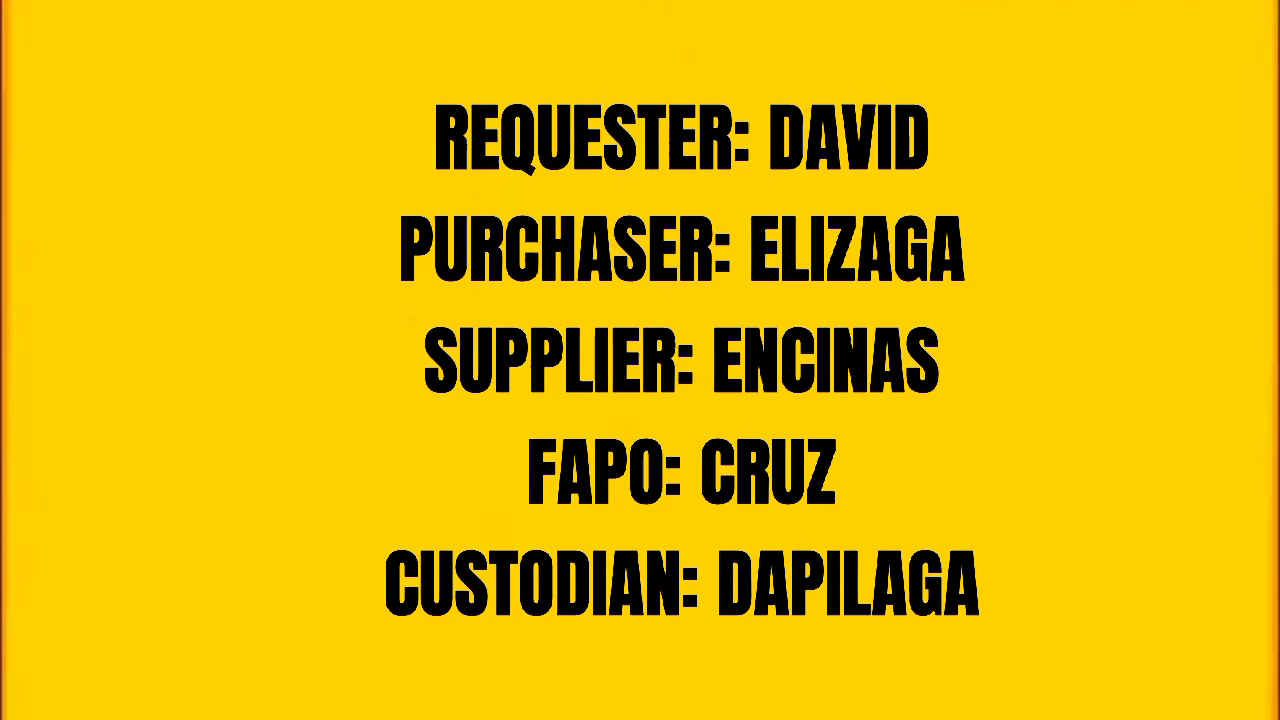 REQUESTER: DAVID
PURCHASER: ELIZAGA
SUPPLIER: ENCINAS
FAPO: CRUZ
CUSTODIAN: DAPILAGA